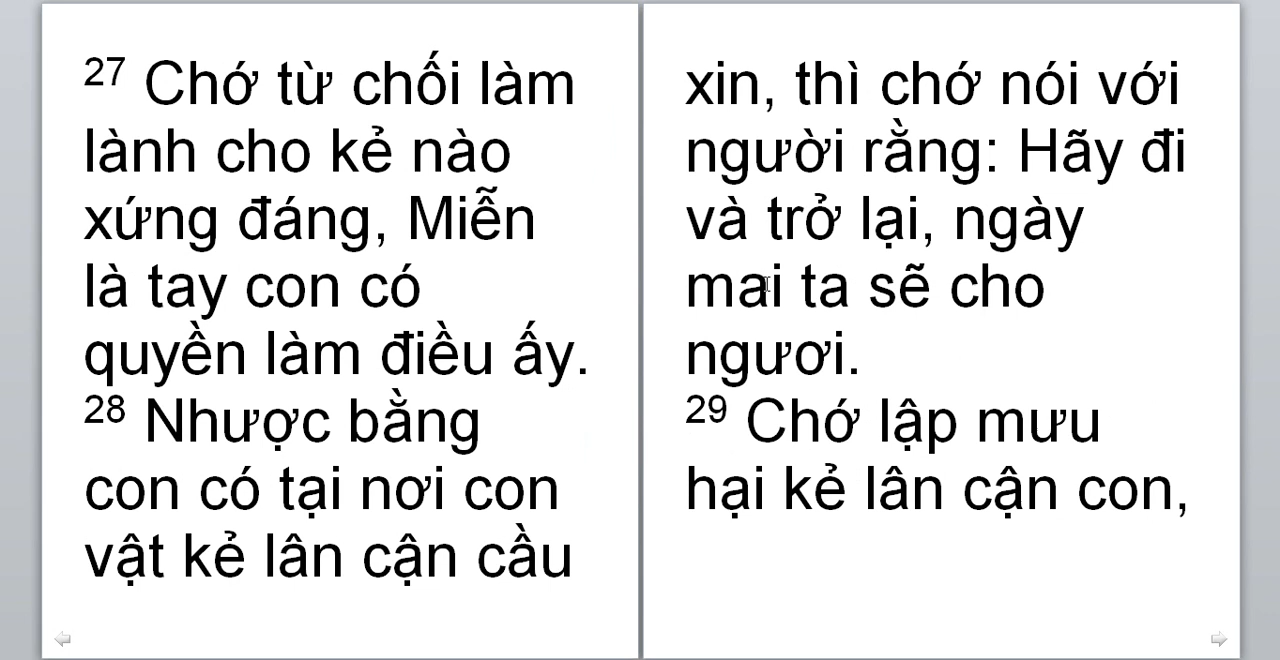 27 Chớ từ chối làm
lành cho kẻ nào
xứng đáng, Miễn
là tay con có
quyền làm điều ấy.
28 Nhược bằng
con có tại nơi con
vật kẻ lân cận cầu
xin, thì chớ nói với
người rằng: Hãy đi
và trở lại, ngày
mai ta sẽ cho
ngươi.
29 Chớ lập mưu
hại kẻ lân cận con,